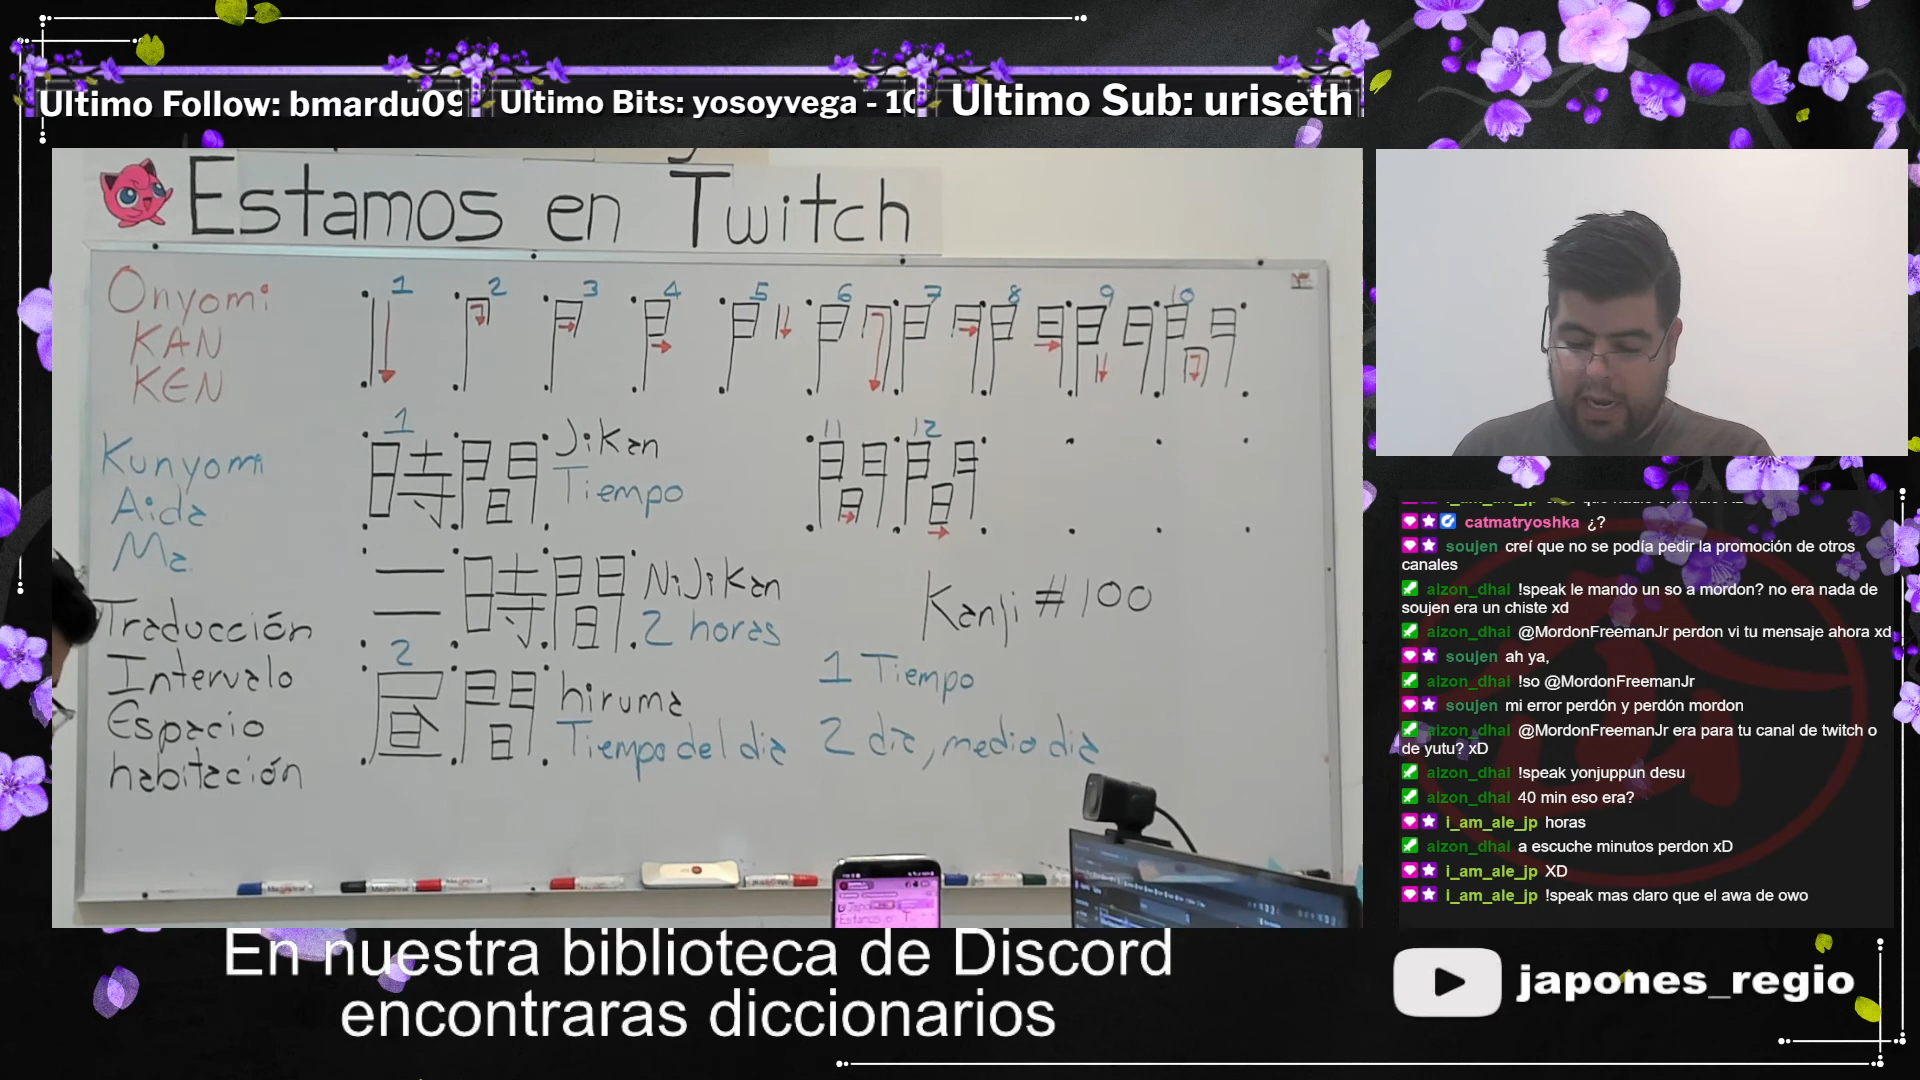 Ultimo Follow: bmardu09
Ultimo Bits: yosoyvega - 10
Ultimo Sub: uriseth
Estamos en Twitch
Onyomi
KAN
KEN
1 2 3 4 5 6 7 8 9 10
Kunyomi
Aida
Ma
1
時間 Jikan
Tiempo
11 12
二時間 NiJiKan
2 horas
Kanji #100
Traducción
Intervalo
Espacio
habitación
2
昼間 hiruma
Tiempo del dia
1 Tiempo
2 dia, medio dia
catmatryoshka ¿?
soujen creí que no se podía pedir la promoción de otros
canales
aizon_dhal !speak le mando un so a mordon? no era nada de
soujen era un chiste xd
aizon_dhal @MordonFreemanJr perdon vi tu mensaje ahora xd
soujen ah ya,
aizon_dhal !so @MordonFreemanJr
soujen mi error perdón y perdón mordon
aizon_dhal @MordonFreemanJr era para tu canal de twitch o
de yutu? xD
aizon_dhal !speak yonjuppun desu
aizon_dhal 40 min eso era?
i_am_ale_jp horas
aizon_dhal a escuche minutos perdon xD
i_am_ale_jp XD
i_am_ale_jp !speak mas claro que el awa de owo
En nuestra biblioteca de Discord
encontraras diccionarios
japones_regio